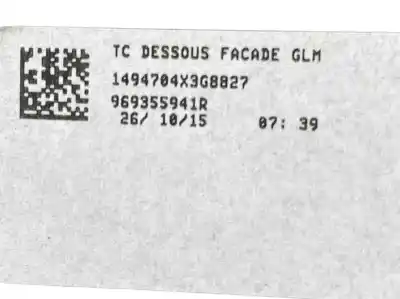 TC DESSOUS FACADE GLM
1494704X3G8827
969355941R
26/ 10/15 07: 39